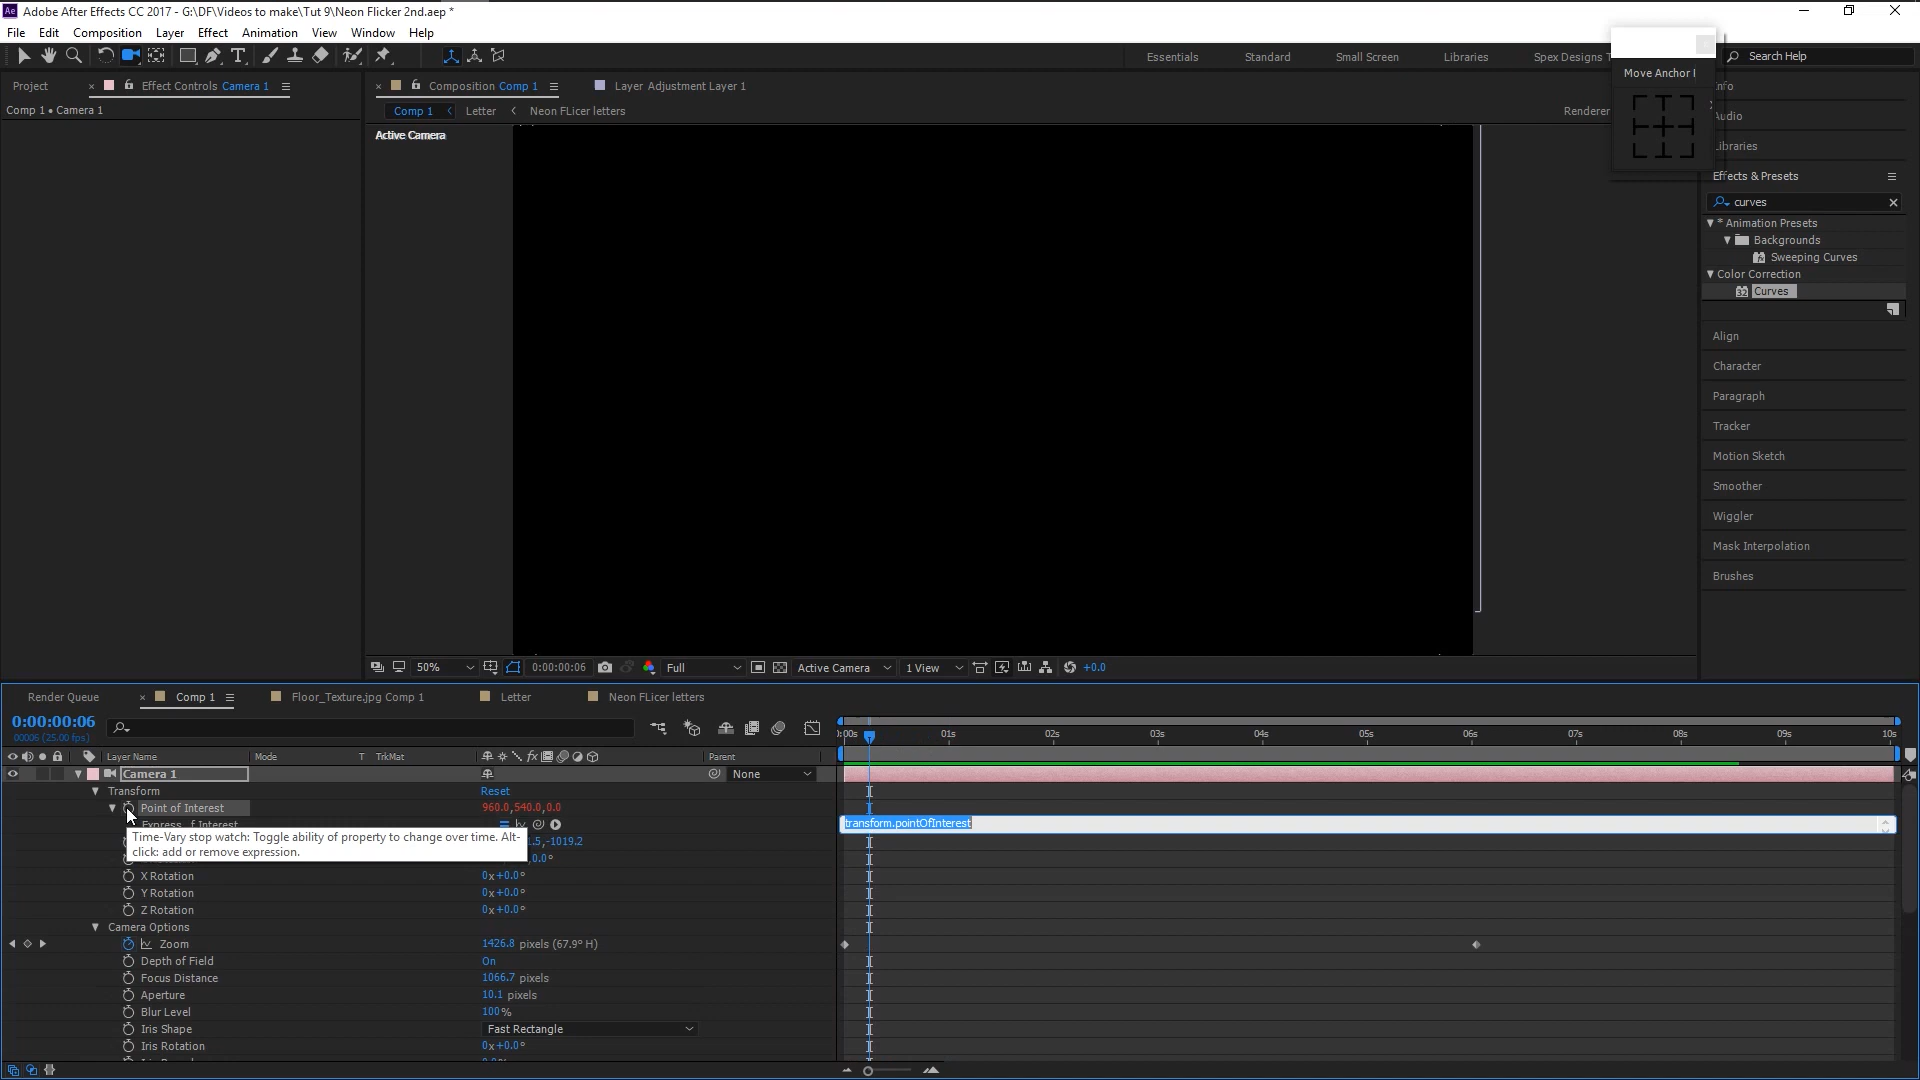 Adobe After Effects CC 2017 - G:\DF\Videos to make\Tut 9\Neon Flicker 2nd.aep *
File Edit Composition Layer Effect Animation View Window Help
Essentials Standard Small Screen Libraries Spex Designs T Search Help
Move Anchor
Project Effect Controls Camera 1
Composition Comp 1 Layer Adjustment Layer 1
Comp 1 • Camera 1
Comp 1 Letter Neon FLicer letters Renderer
Active Camera
Audio
Libraries
Effects & Presets
curves
* Animation Presets
Backgrounds
Sweeping Curves
Color Correction
32 Curves
Align
Character
Paragraph
Tracker
Motion Sketch
Smoother
Wiggler
Mask Interpolation
Brushes
50% 0:00:00:06 Full Active Camera 1 View +0.0
Render Queue Comp 1 Floor_Texture.jpg Comp 1 Letter Neon FLicer letters
0:00:00:06
00006 (25.00 fps)
01s 02s 03s 04s 05s 06s 07s 08s 09s 10s
Layer Name Mode T TrkMat fx Parent
Camera 1 None
Transform Reset
Point of Interest 960.0,540.0,0.0
transform.pointOfInterest
Time-Vary stop watch: Toggle ability of property to change over time. Alt-
click: add or remove expression.
-1019.2
X Rotation 0x+0.0°
Y Rotation 0x+0.0°
Z Rotation 0x+0.0°
Camera Options
Zoom 1426.8 pixels (67.9° H)
Depth of Field On
Focus Distance 1066.7 pixels
Aperture 10.1 pixels
Blur Level 100%
Iris Shape Fast Rectangle
Iris Rotation 0x+0.0°